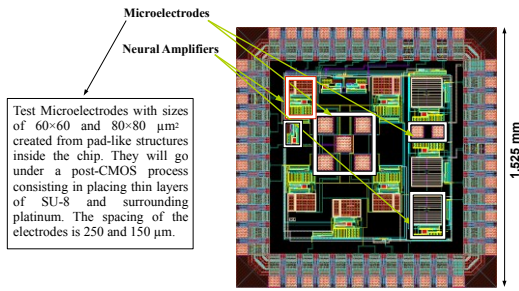 Microelectrodes
Neural Amplifiers
Test Microelectrodes with sizes
of 60×60 and 80×80 μm²
created from pad-like structures
inside the chip. They will go
under a post-CMOS process
consisting in placing thin layers
of SU-8 and surrounding
platinum. The spacing of the
electrodes is 250 and 150 μm.
1.525 mm